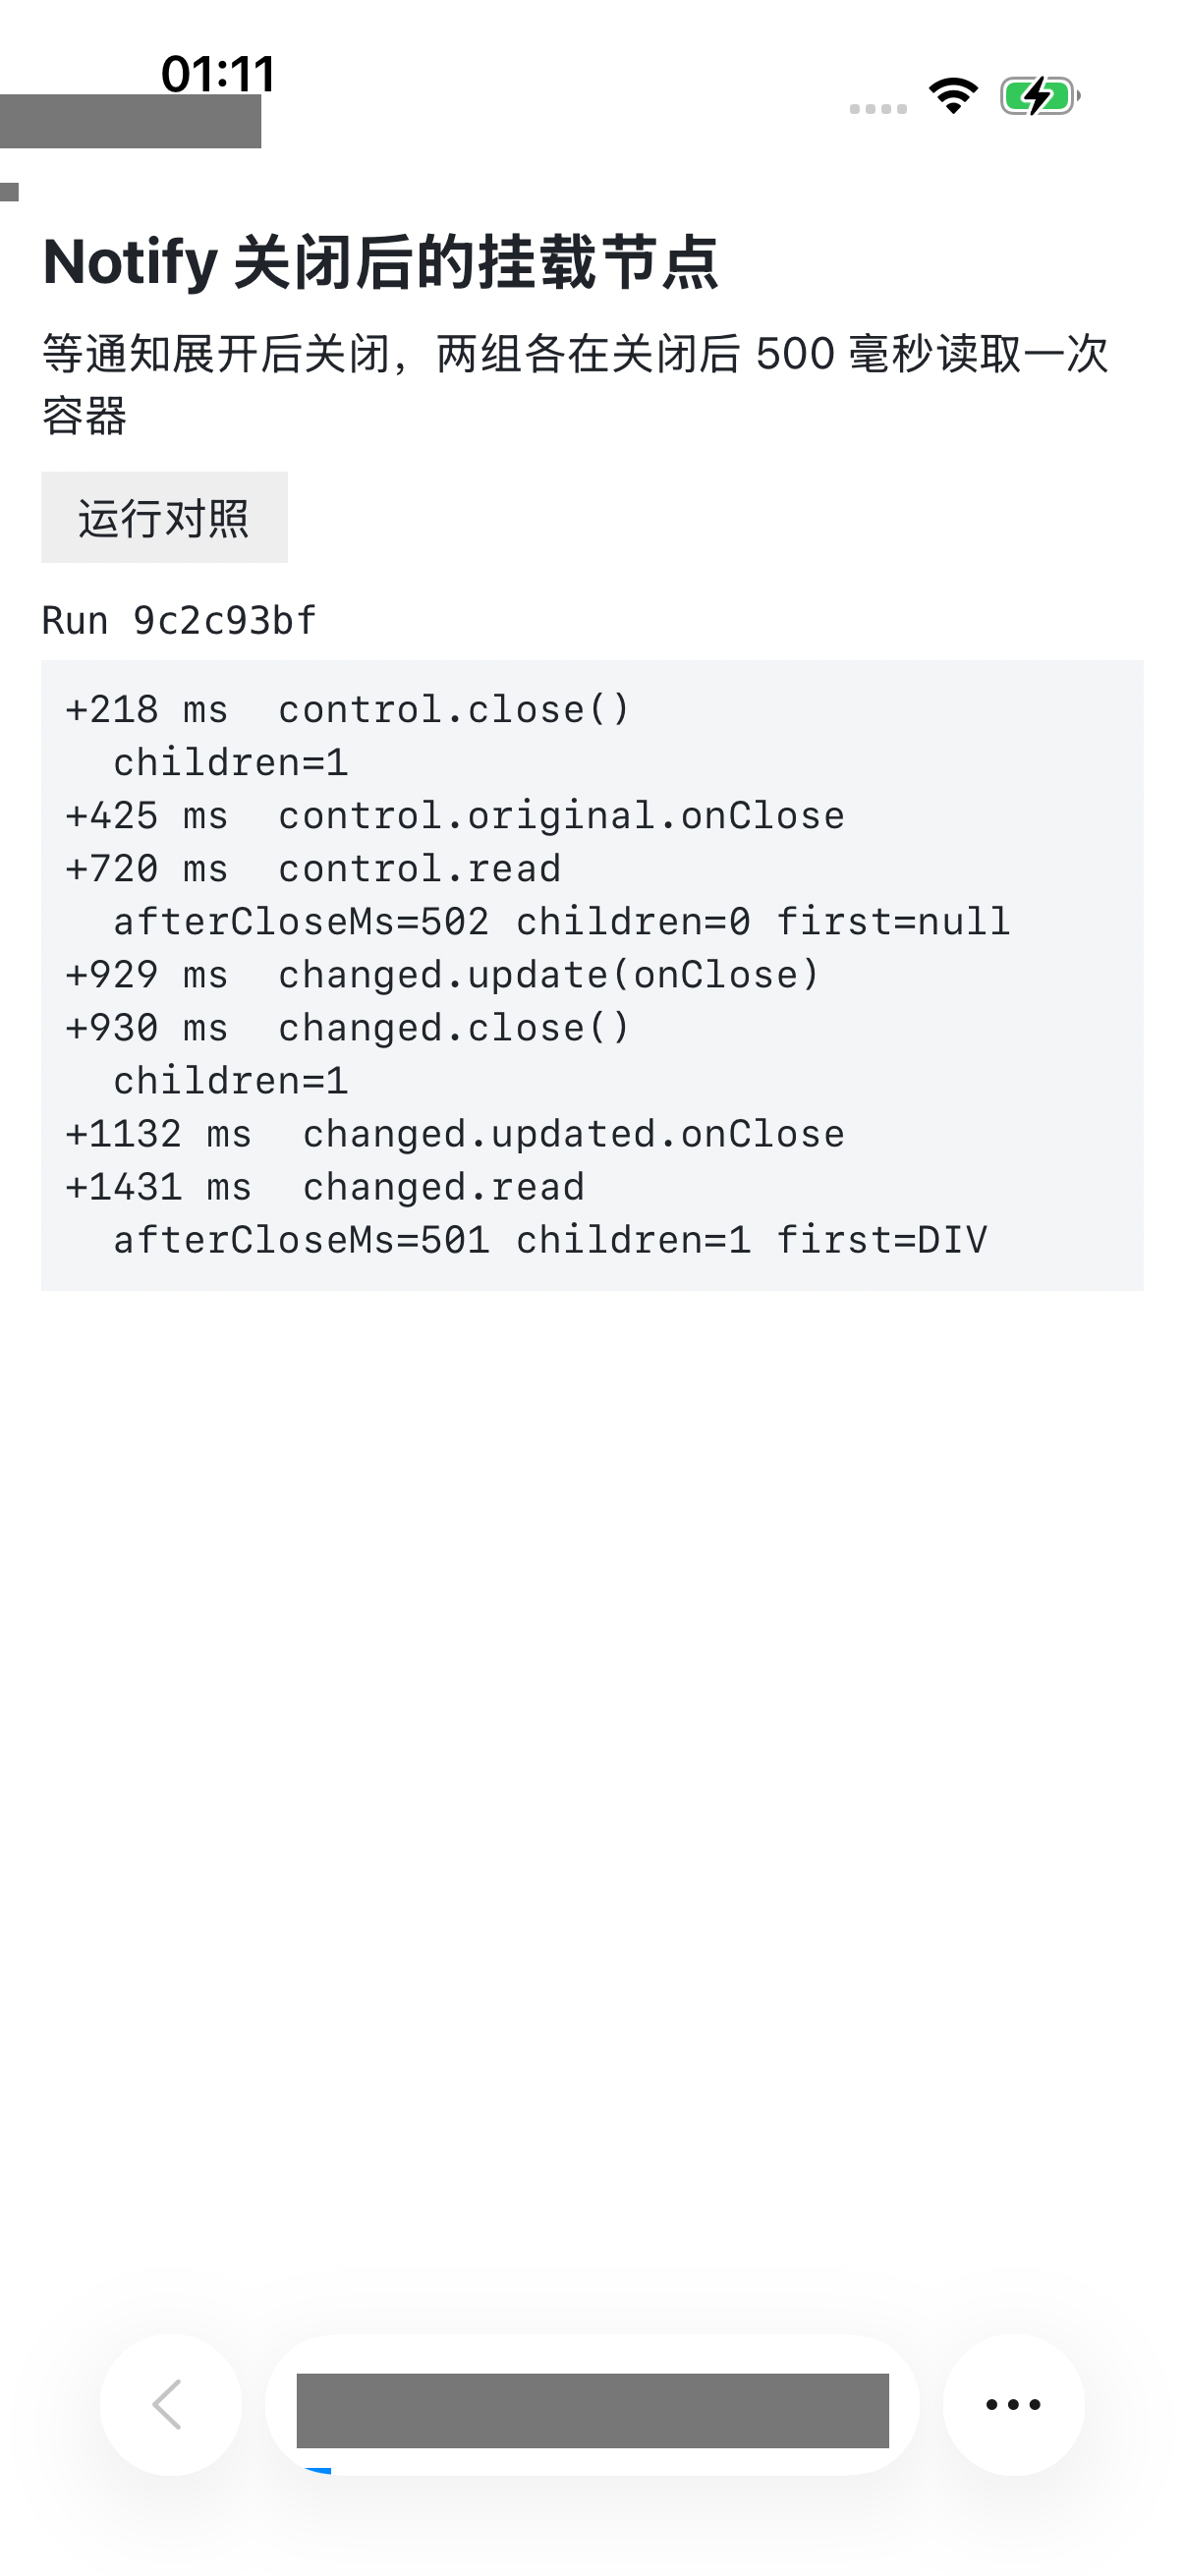 01:11
Notify 关闭后的挂载节点
等通知展开后关闭，两组各在关闭后 500 毫秒读取一次
容器
运行对照
Run 9c2c93bf
+218 ms  control.close()
  children=1
+425 ms  control.original.onClose
+720 ms  control.read
  afterCloseMs=502 children=0 first=null
+929 ms  changed.update(onClose)
+930 ms  changed.close()
  children=1
+1132 ms  changed.updated.onClose
+1431 ms  changed.read
  afterCloseMs=501 children=1 first=DIV